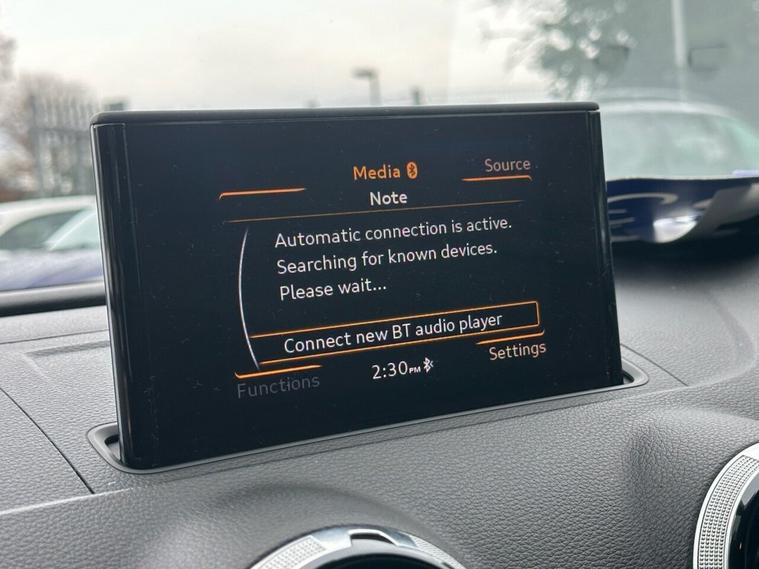 Media
Source
Note
Automatic connection is active.
Searching for known devices.
Please wait...
Connect new BT audio player
Functions
2:30PM
Settings